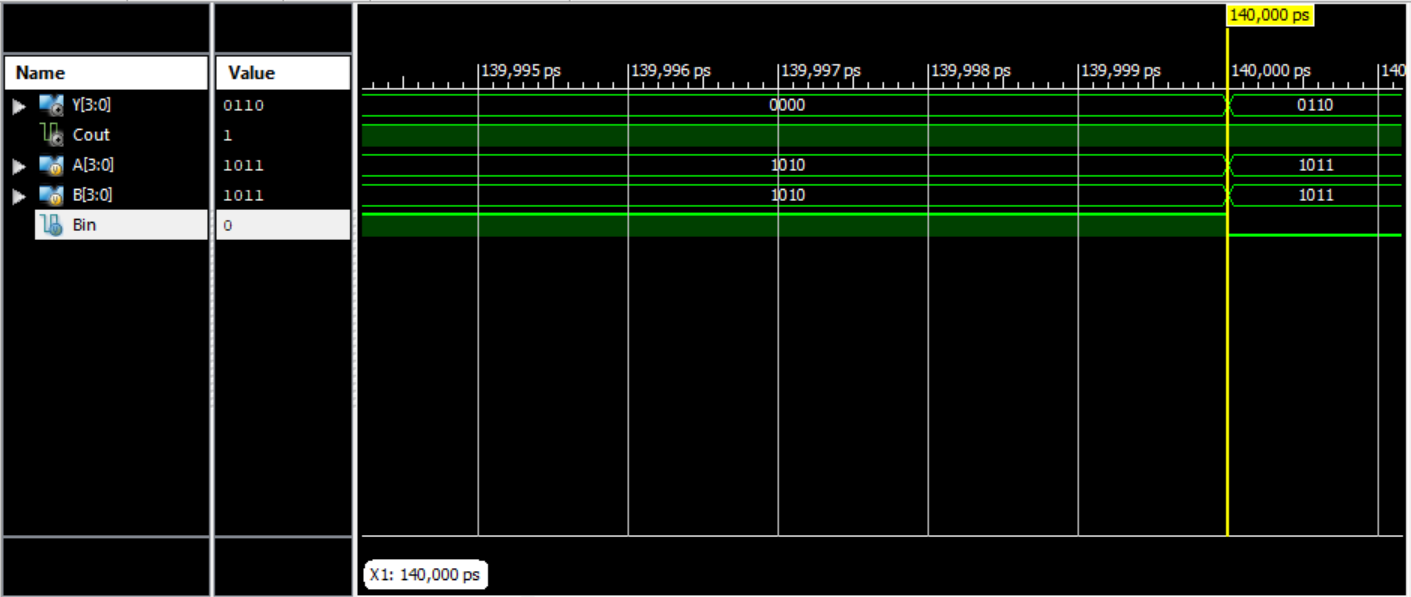 140,000 ps
Name Value
139,995 ps 139,996 ps 139,997 ps 139,998 ps 139,999 ps 140,000 ps 140
Y[3:0] 0110 0000 0110
Cout 1
A[3:0] 1011 1010 1011
B[3:0] 1011 1010 1011
Bin 0
X1: 140,000 ps